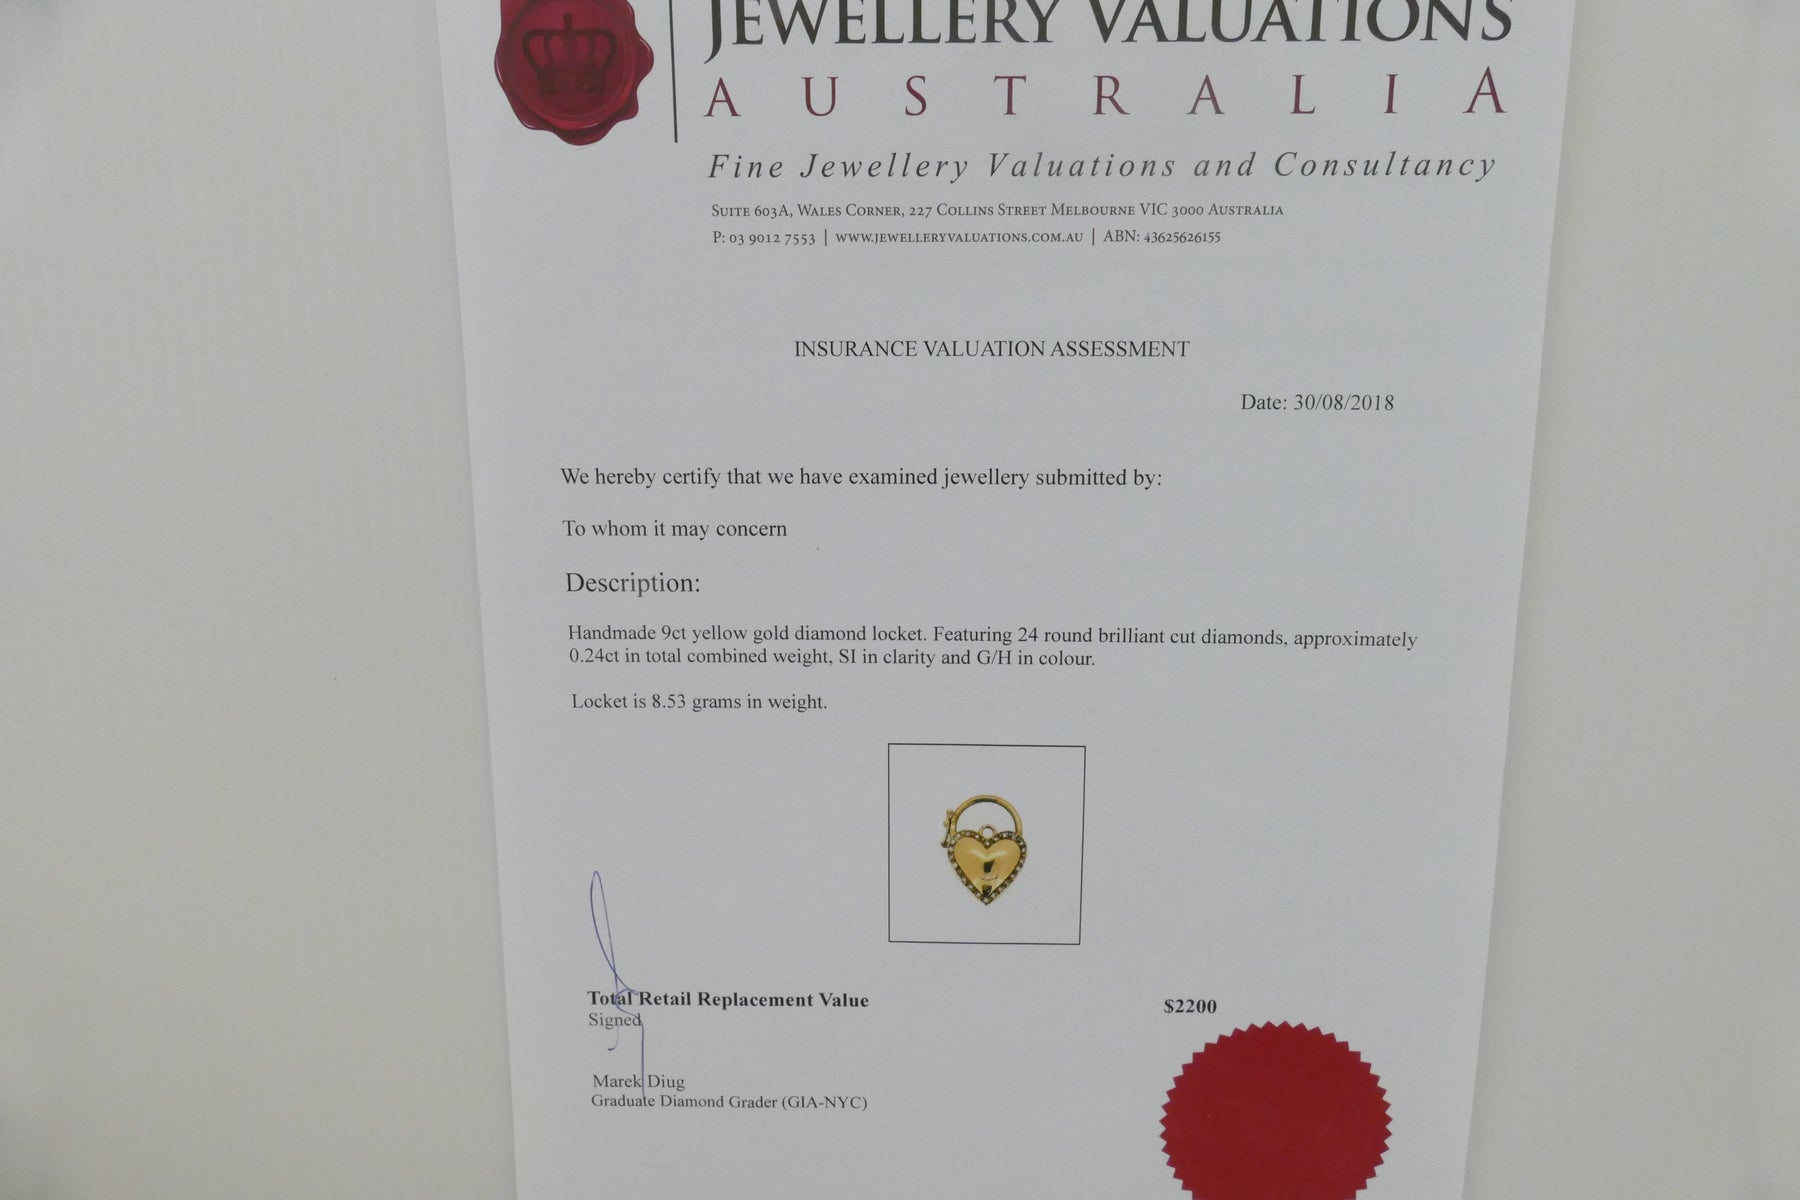 JEWELLERY VALUATIONS
AUSTRALIA
Fine Jewellery Valuations and Consultancy
Suite 603A, Wales Corner, 227 Collins Street Melbourne VIC 3000 Australia
P: 03 9012 7553 | www.jewelleryvaluations.com.au | ABN: 43625626155
INSURANCE VALUATION ASSESSMENT
Date: 30/08/2018
We hereby certify that we have examined jewellery submitted by:
To whom it may concern
Description:
Handmade 9ct yellow gold diamond locket. Featuring 24 round brilliant cut diamonds, approximately
0.24ct in total combined weight, SI in clarity and G/H in colour.
Locket is 8.53 grams in weight.
Total Retail Replacement Value $2200
Signed
Marek Diug
Graduate Diamond Grader (GIA-NYC)